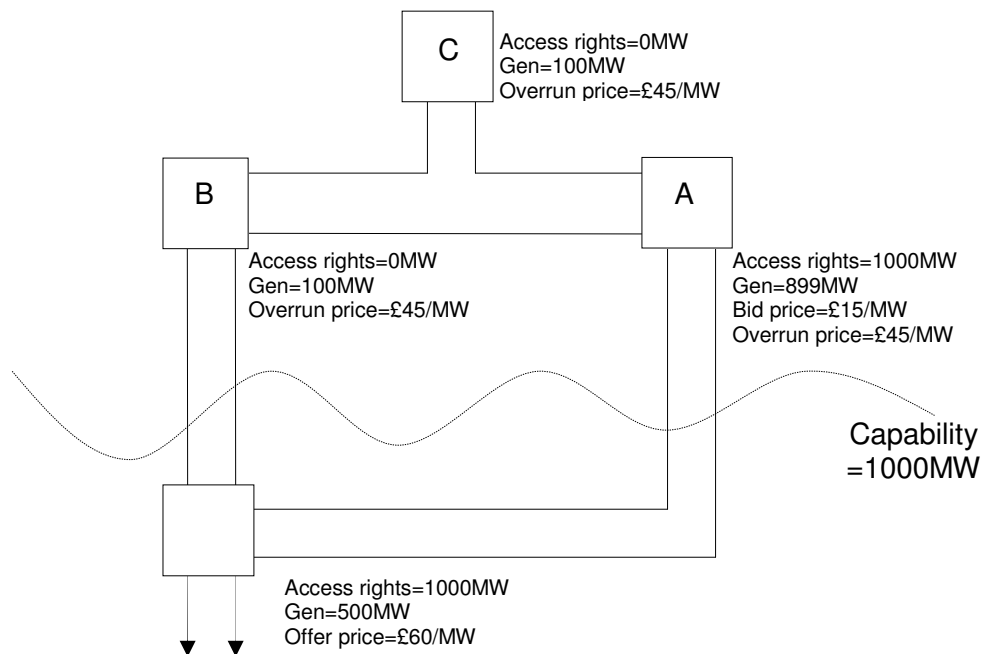 C
Access rights=0MW
Gen=100MW
Overrun price=£45/MW
B
A
Access rights=0MW
Gen=100MW
Overrun price=£45/MW
Access rights=1000MW
Gen=899MW
Bid price=£15/MW
Overrun price=£45/MW
Capability
=1000MW
Access rights=1000MW
Gen=500MW
Offer price=£60/MW